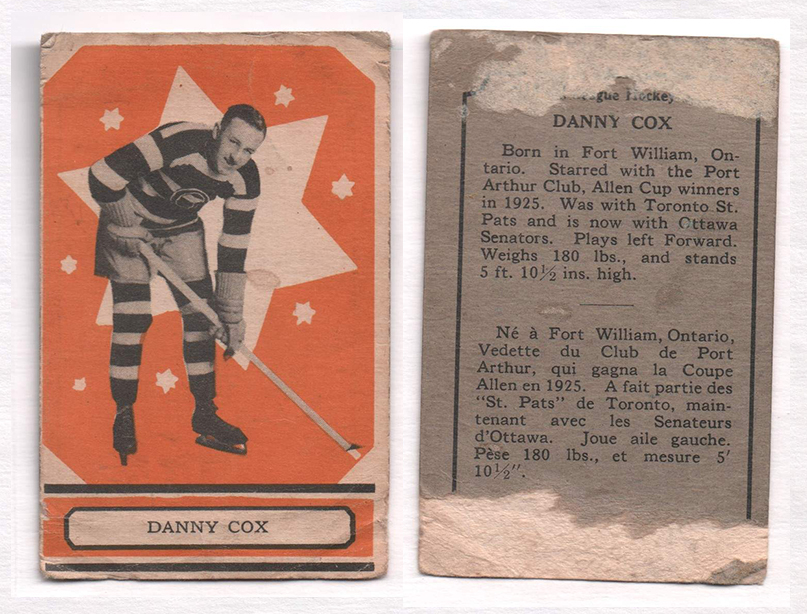 DANNY COX
Hockey
DANNY COX
Born in Fort William, On-
tario. Starred with the Port
Arthur Club, Allen Cup winners
in 1925. Was with Toronto St.
Pats and is now with Ottawa
Senators. Plays left Forward.
Weighs 180 lbs., and stands
5 ft. 10½ ins. high.
Né à Fort William, Ontario,
Vedette du Club de Port
Arthur, qui gagna la Coupe
Allen en 1925. A fait partie des
"St. Pats" de Toronto, main-
tenant avec les Senateurs
d'Ottawa. Joue aile gauche.
Pèse 180 lbs., et mesure 5'
10½".